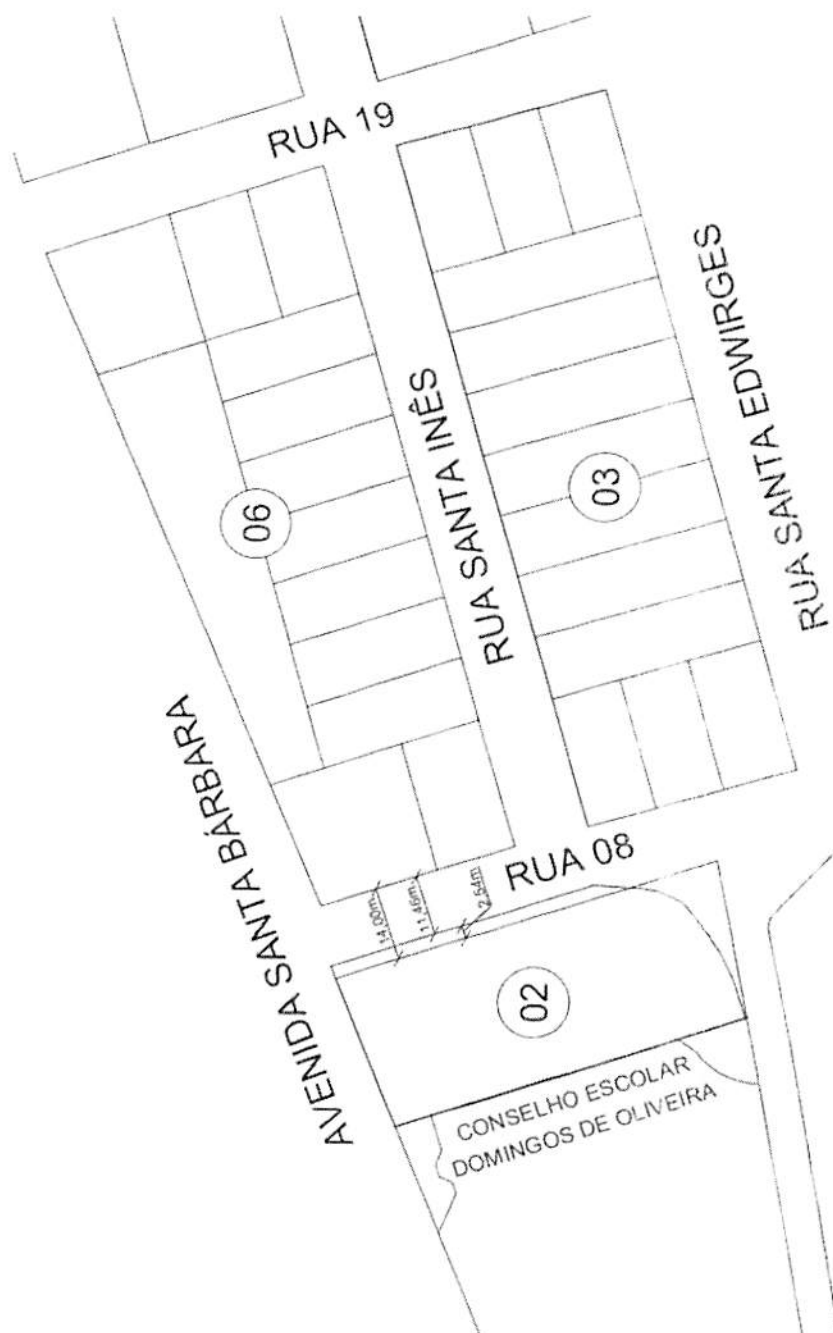 RUA 19
RUA SANTA EDWIRGES
RUA SANTA INÊS
03
06
AVENIDA SANTA BÁRBARA
RUA 08
14,00m.
11,46m.
2,54m
02
CONSELHO ESCOLAR
DOMINGOS DE OLIVEIRA